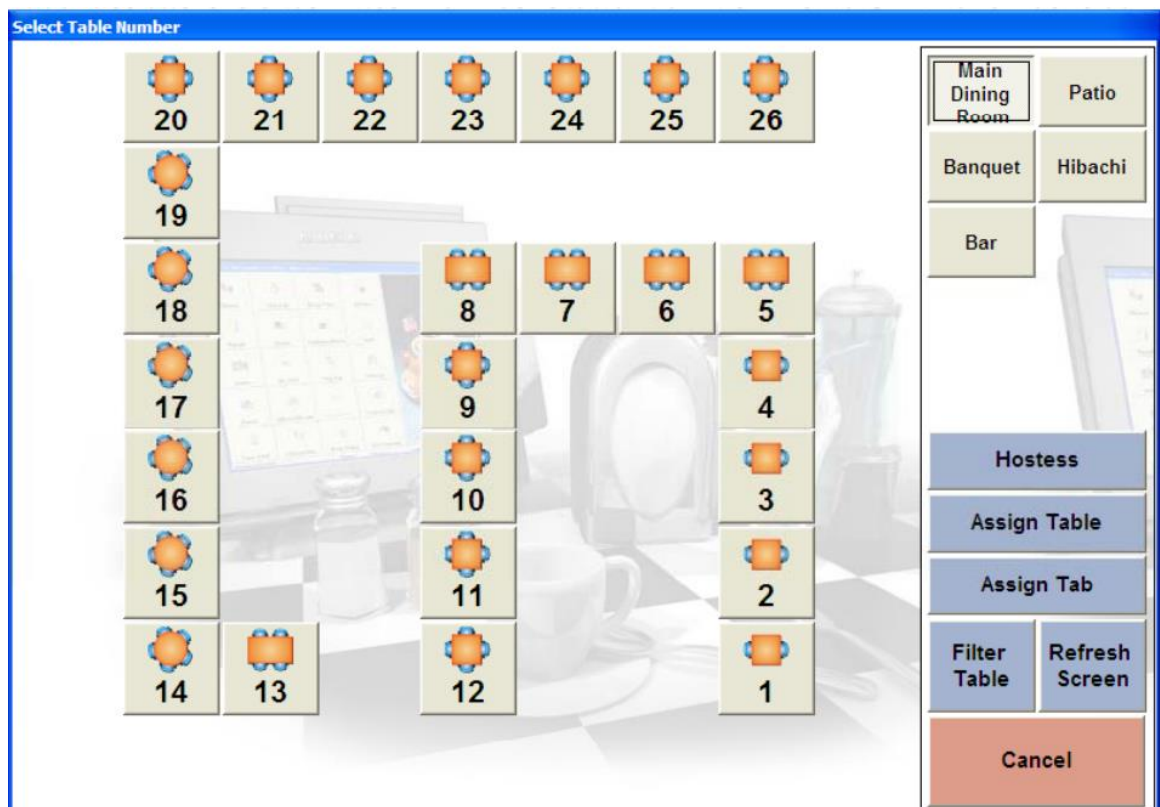 Select Table Number
20 21 22 23 24 25 26
Main
Dining
Room
Patio
19
Banquet
Hibachi
18
8 7 6 5
Bar
17
9
4
16
10
3
Hostess
Assign Table
15
11
2
Assign Tab
14 13
12
1
Filter
Table
Refresh
Screen
Cancel